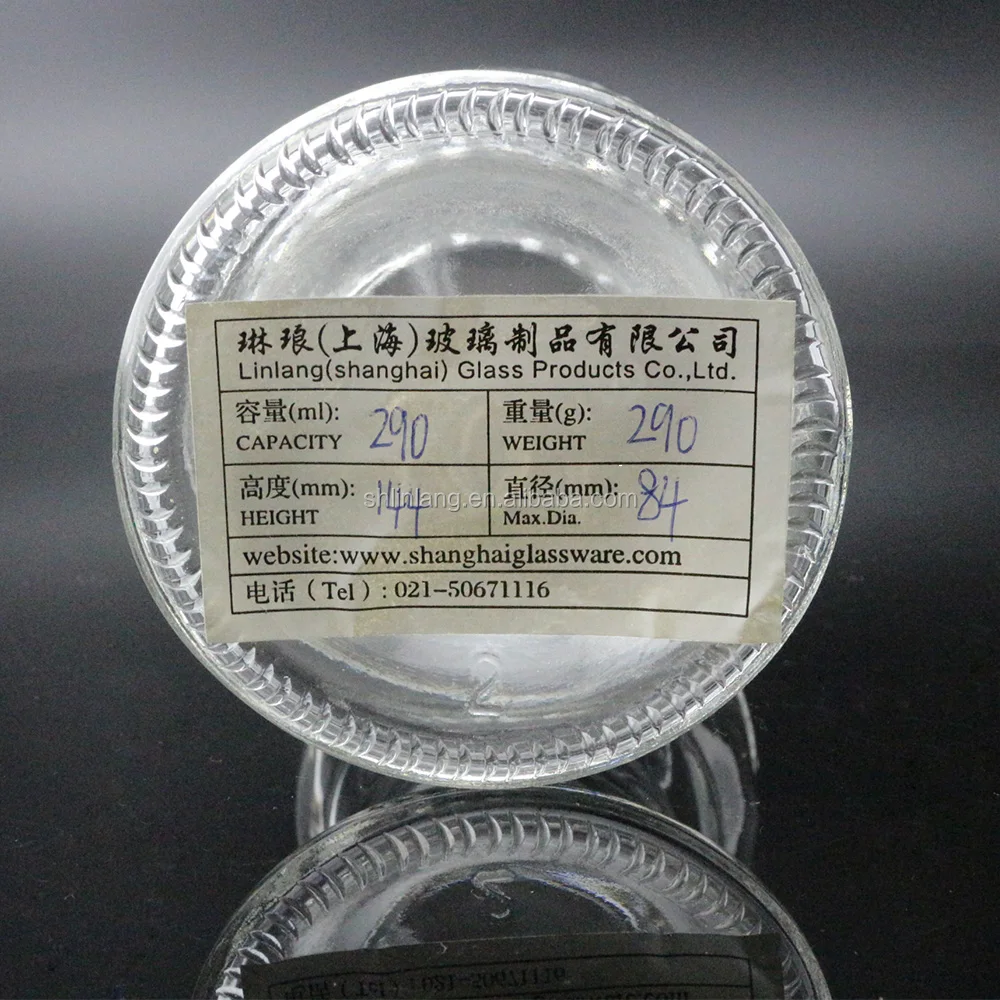 琳琅(上海)玻璃制品有限公司
Linlang(shanghai) Glass Products Co.,Ltd.
容量(ml): 290 重量(g): 290
CAPACITY WEIGHT
高度(mm): 144 直径(mm): 84
shlinlang.en.alibaba.com
HEIGHT Max.Dia.
website:www.shanghaiglassware.com
电话（Tel）: 021-50671116
2